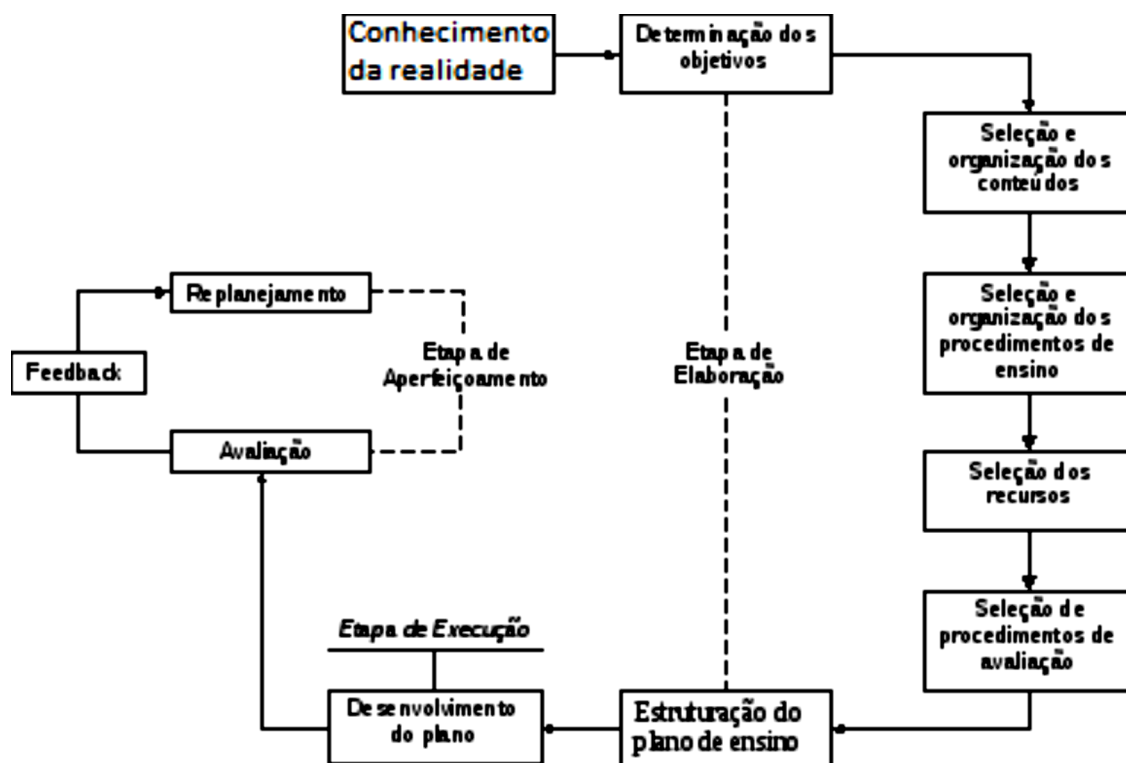 Conhecimento
da realidade
Determinação dos
objetivos
Seleção e
organização dos
conteúdos
Seleção e
organização dos
procedimentos de
ensino
Seleção dos
recursos
Seleção de
procedimentos de
avaliação
Estruturação do
plano de ensino
Etapa de
Elaboração
Etapa de Execução
Desenvolvimento
do plano
Avaliação
Feedback
Replanejamento
Etapa de
Aperfeiçoamento